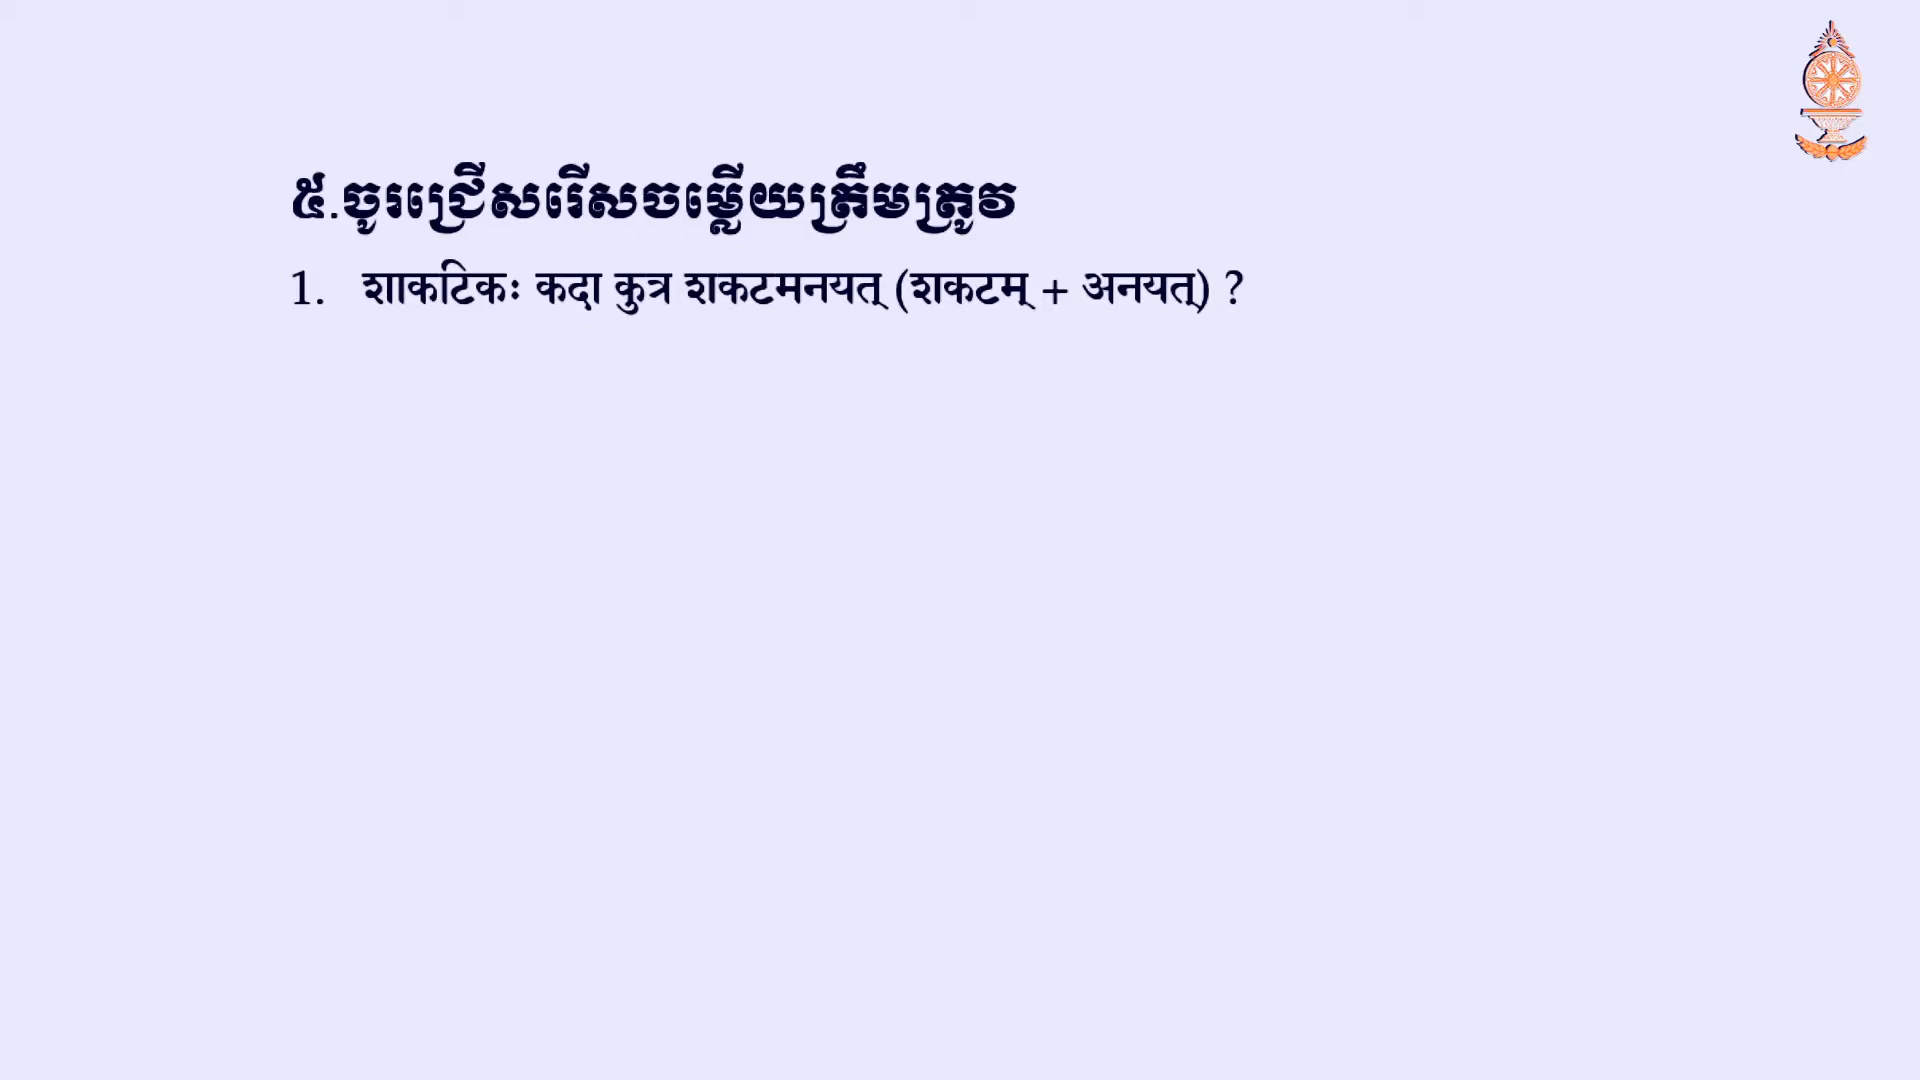 ៥.ចូរជ្រើសរើសចម្លើយត្រឹមត្រូវ
1. शाकटिकः कदा कुत्र शकटमनयत् (शकटम् + अनयत्) ?